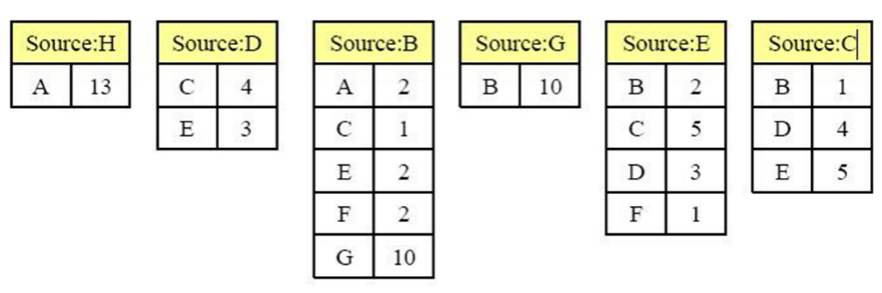 Source:H
A 13
Source:D
C 4
E 3
Source:B
A 2
C 1
E 2
F 2
G 10
Source:G
B 10
Source:E
B 2
C 5
D 3
F 1
Source:C
B 1
D 4
E 5